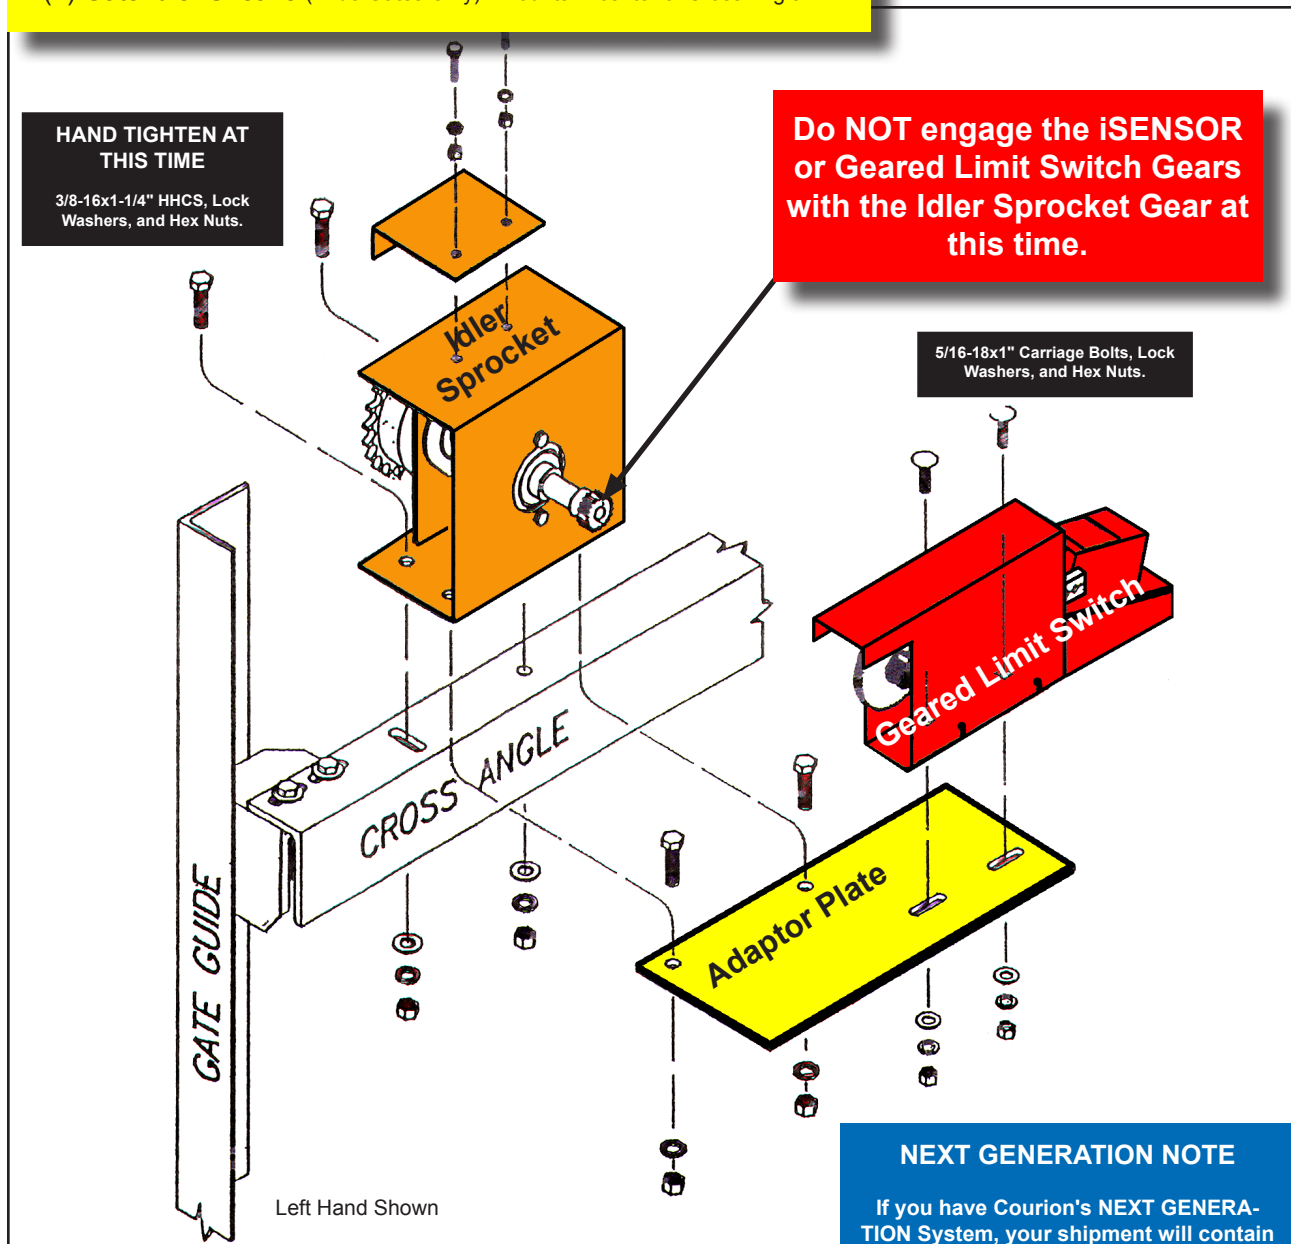 HAND TIGHTEN AT
THIS TIME
3/8-16x1-1/4" HHCS, Lock
Washers, and Hex Nuts.
Do NOT engage the iSENSOR
or Geared Limit Switch Gears
with the Idler Sprocket Gear at
this time.
Idler
Sprocket
5/16-18x1" Carriage Bolts, Lock
Washers, and Hex Nuts.
Geared Limit Switch
CROSS ANGLE
GATE GUIDE
Adaptor Plate
Left Hand Shown
NEXT GENERATION NOTE
If you have Courion's NEXT GENERA-
TION System, your shipment will contain